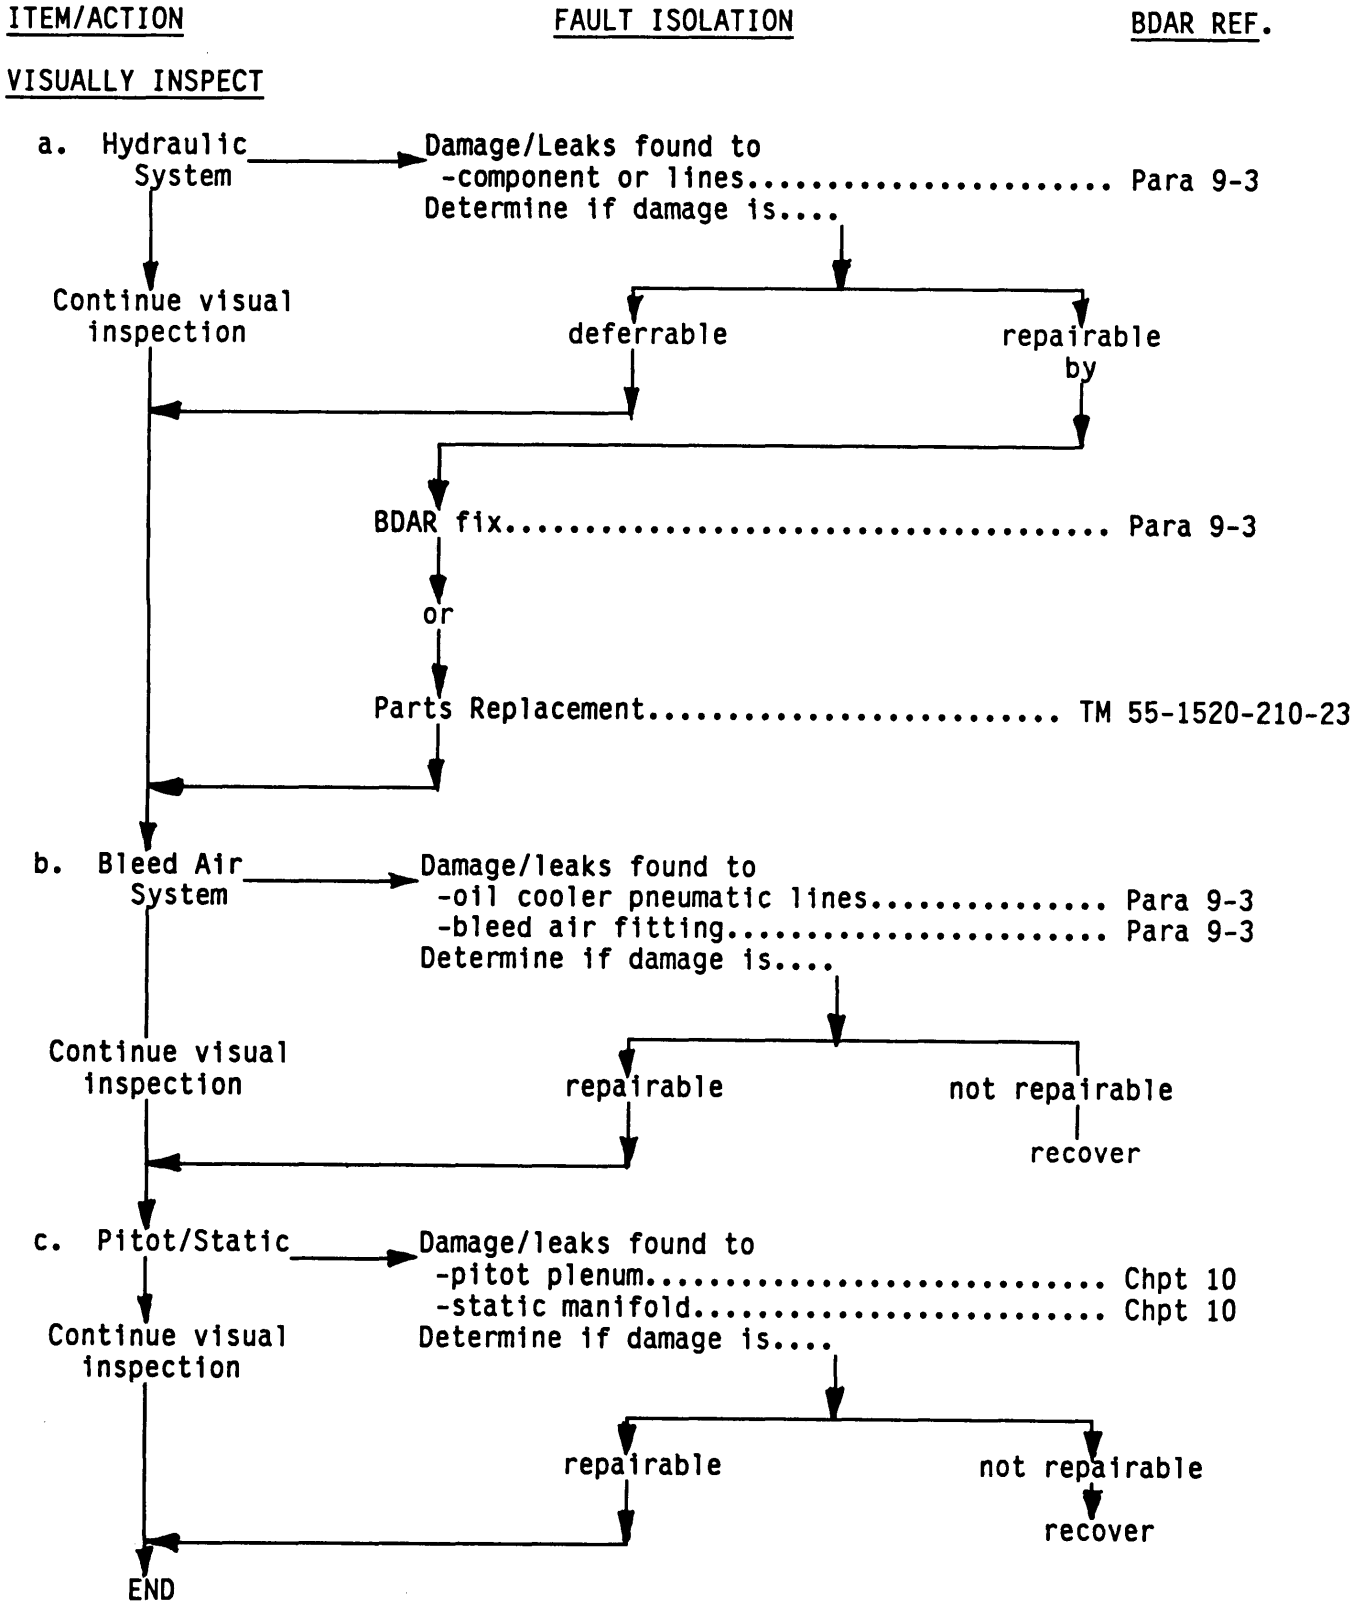 ITEM/ACTION FAULT ISOLATION BDAR REF.
VISUALLY INSPECT
a. Hydraulic System
Damage/Leaks found to
-component or lines....................... Para 9-3
Determine if damage is....
Continue visual
inspection
deferrable
repairable
by
BDAR fix...................................... Para 9-3
or
Parts Replacement.......................... TM 55-1520-210-23
b. Bleed Air
System
Damage/leaks found to
-oil cooler pneumatic lines............... Para 9-3
-bleed air fitting........................ Para 9-3
Determine if damage is....
Continue visual
inspection
repairable
not repairable
recover
c. Pitot/Static
Damage/leaks found to
-pitot plenum............................. Chpt 10
-static manifold.......................... Chpt 10
Determine if damage is....
Continue visual
inspection
repairable
not repairable
recover
END